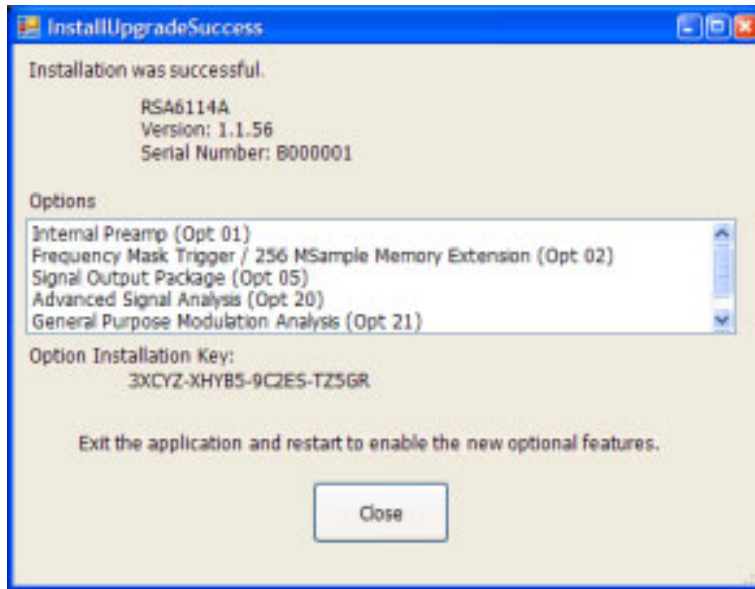 InstallUpgradeSuccess
Installation was successful.
RSA6114A
Version: 1.1.56
Serial Number: B000001
Options
Internal Preamp (Opt 01)
Frequency Mask Trigger / 256 MSample Memory Extension (Opt 02)
Signal Output Package (Opt 05)
Advanced Signal Analysis (Opt 20)
General Purpose Modulation Analysis (Opt 21)
Option Installation Key:
3XCYZ-XHYB5-9C2ES-TZ5GR
Exit the application and restart to enable the new optional features.
Close